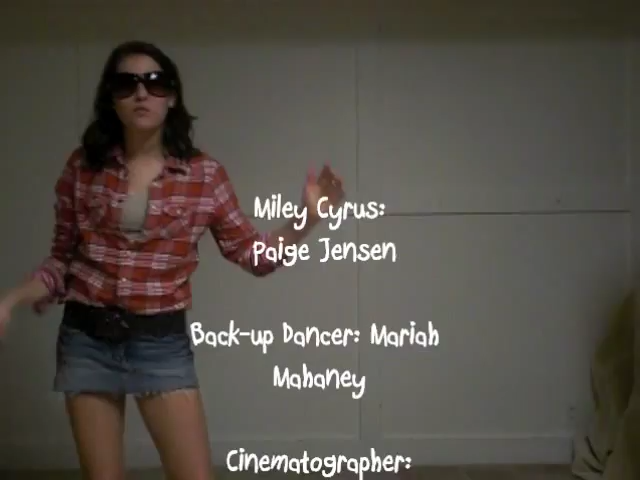 Miley Cyrus:
Paige Jensen
Back-up Dancer: Mariah
Mahaney
Cinematographer: